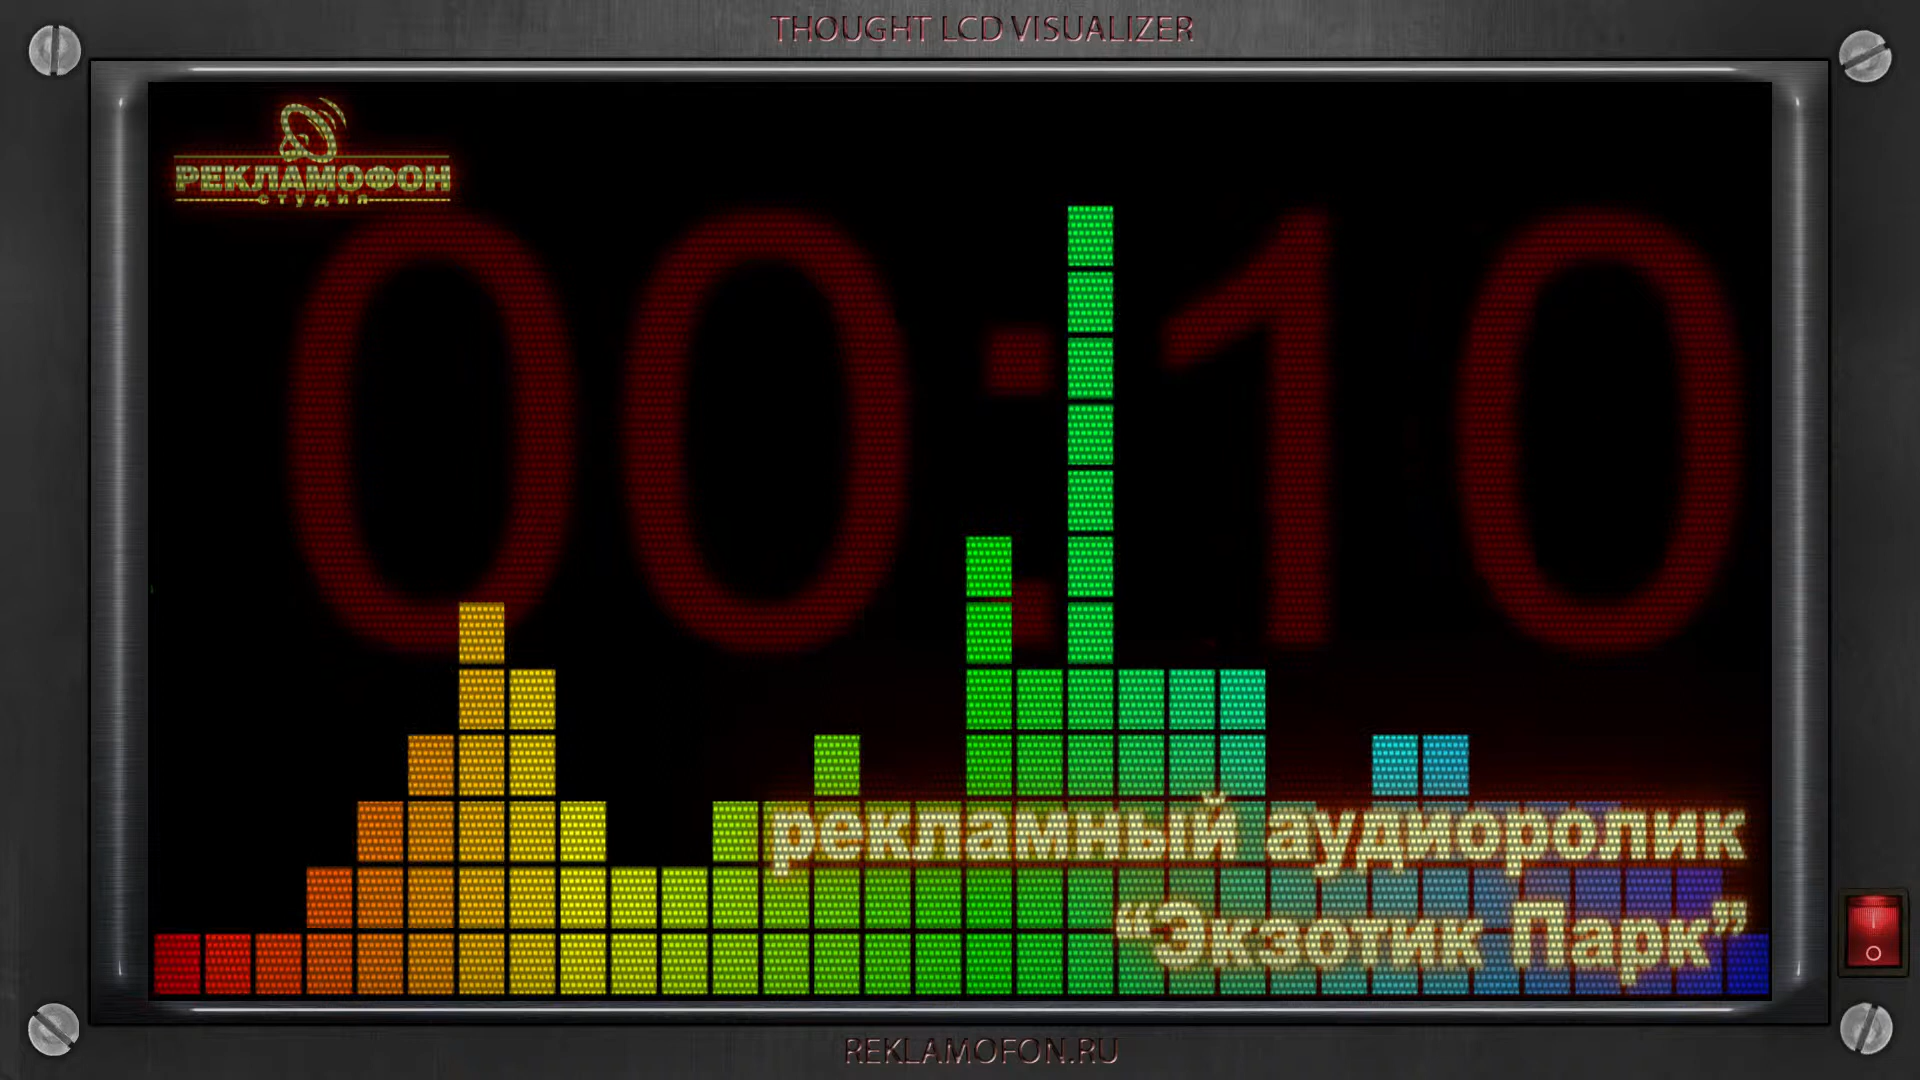 THOUGHT LCD VISUALIZER
РЕКЛАМОФОН
студия
00:10
рекламный аудиоролик
“Экзотик Парк”
REKLAMOFON.RU